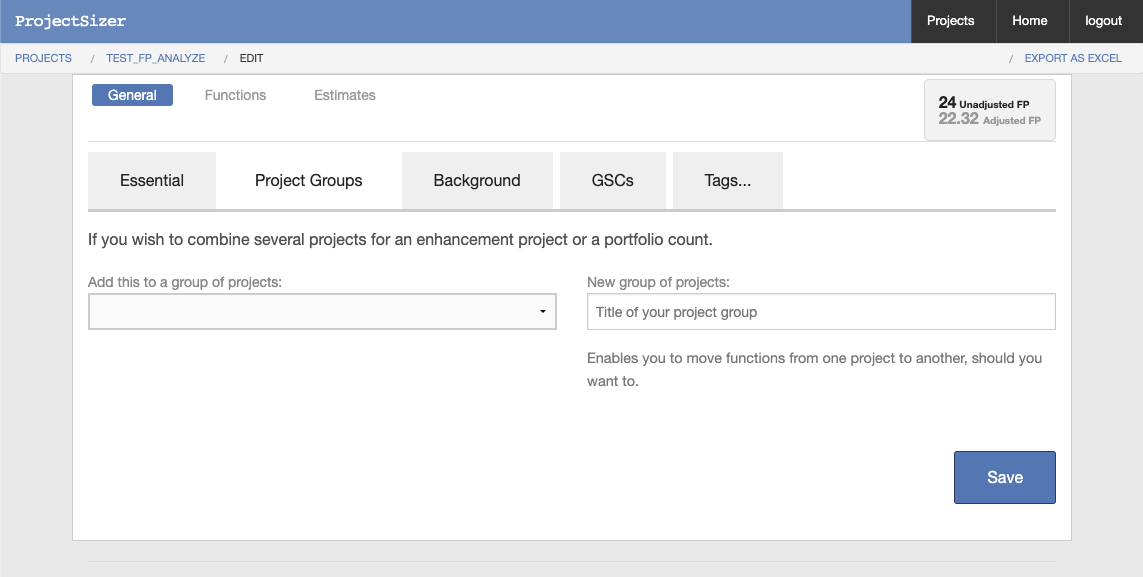 ProjectSizer
Projects
Home
logout
PROJECTS / TEST_FP_ANALYZE / EDIT
/ EXPORT AS EXCEL
General
Functions
Estimates
24 Unadjusted FP
22.32 Adjusted FP
Essential
Project Groups
Background
GSCs
Tags...
If you wish to combine several projects for an enhancement project or a portfolio count.
Add this to a group of projects:
New group of projects:
Title of your project group
Enables you to move functions from one project to another, should you
want to.
Save